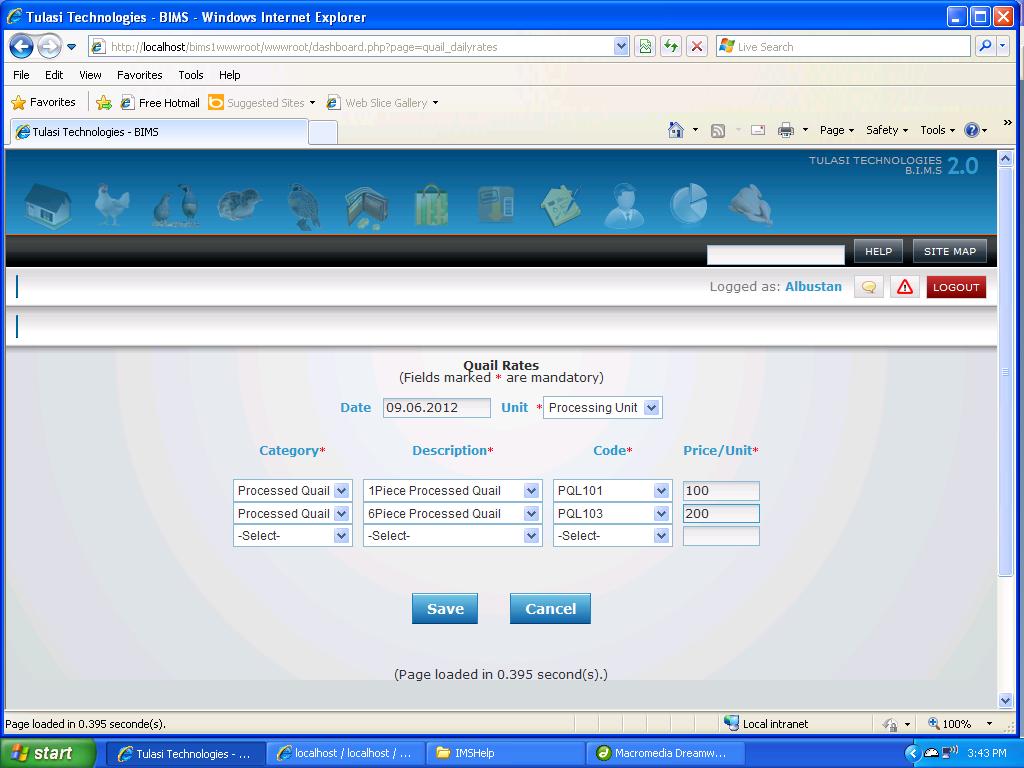 Tulasi Technologies - BIMS - Windows Internet Explorer
http://localhost/bims1wwwroot/wwwroot/dashboard.php?page=quail_dailyrates
Live Search
File Edit View Favorites Tools Help
Favorites Free Hotmail Suggested Sites Web Slice Gallery
Tulasi Technologies - BIMS
Page Safety Tools »
TULASI TECHNOLOGIES
B.I.M.S 2.0
HELP SITE MAP
Logged as: Albustan LOGOUT
Quail Rates
(Fields marked * are mandatory)
Date 09.06.2012 Unit * Processing Unit
Category* Description* Code* Price/Unit*
Processed Quail 1Piece Processed Quail PQL101 100
Processed Quail 6Piece Processed Quail PQL103 200
-Select- -Select- -Select-
Save Cancel
(Page loaded in 0.395 second(s).)
Page loaded in 0.395 seconde(s). Local intranet 100%
start Tulasi Technologies - ... localhost / localhost / ... IMSHelp Macromedia Dreamw... 3:43 PM